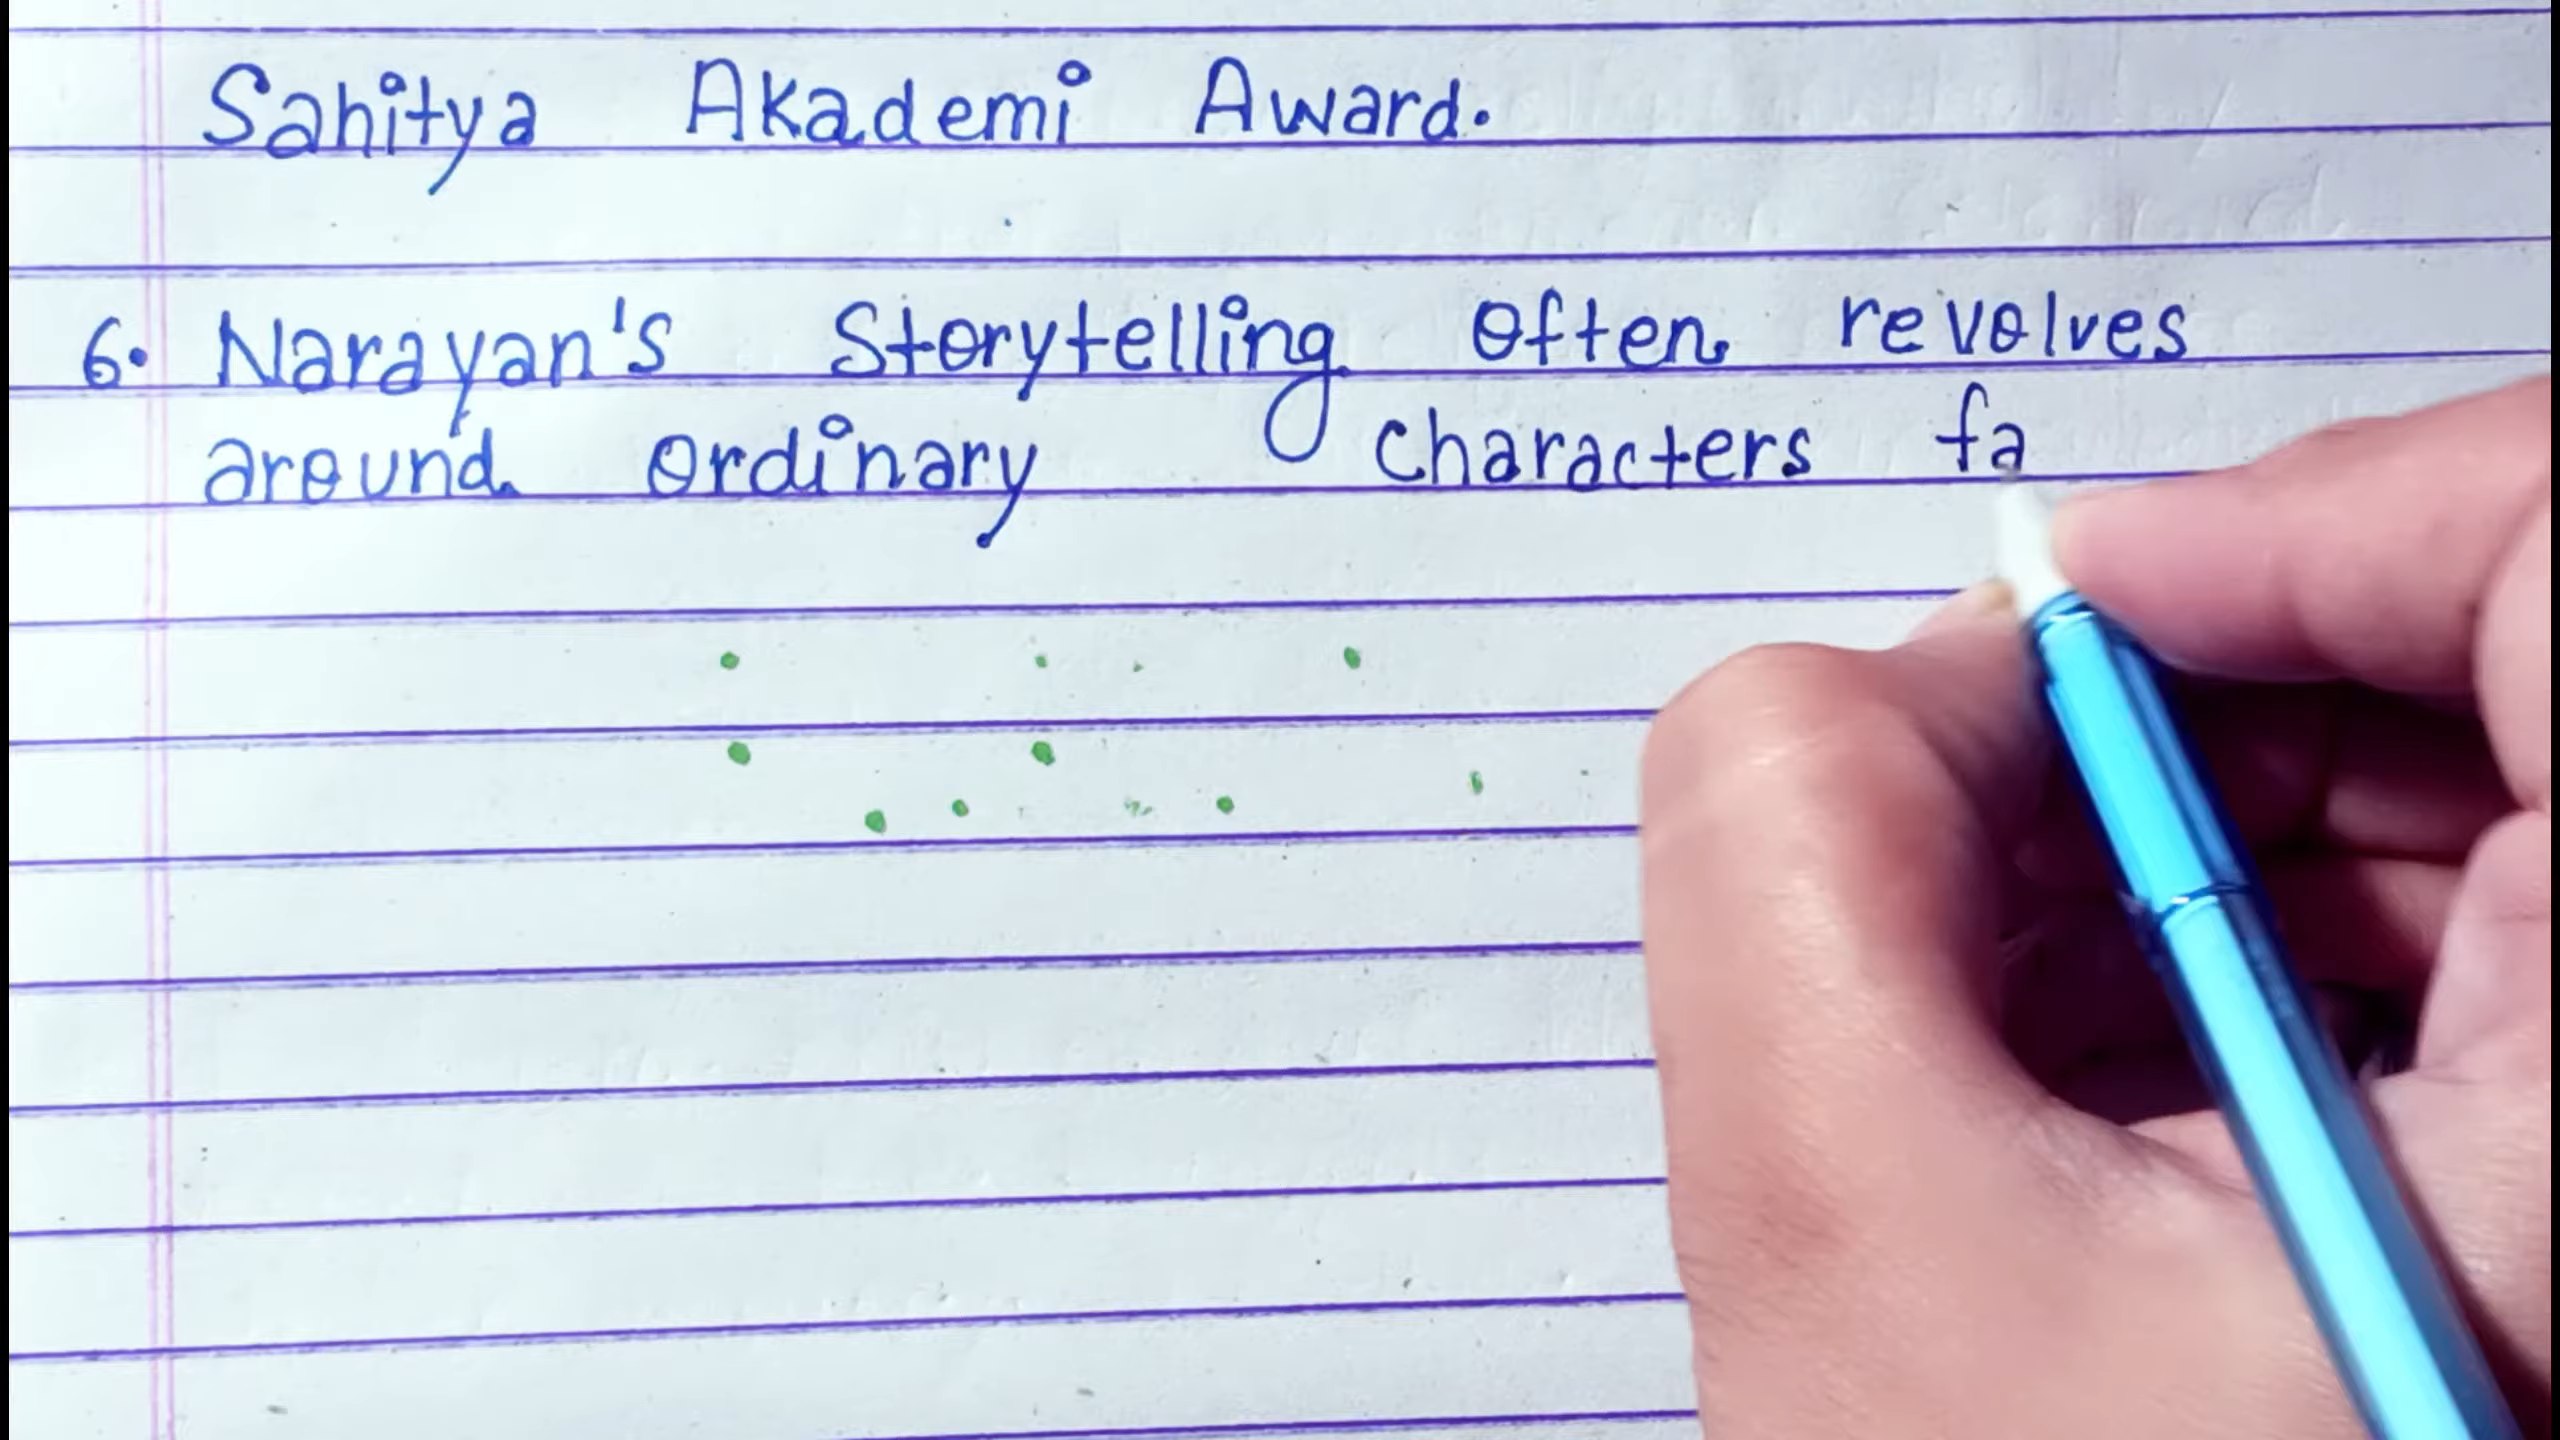 Sahitya Akademi Award.
6. Narayan's Storytelling often revolves
around ordinary characters fa